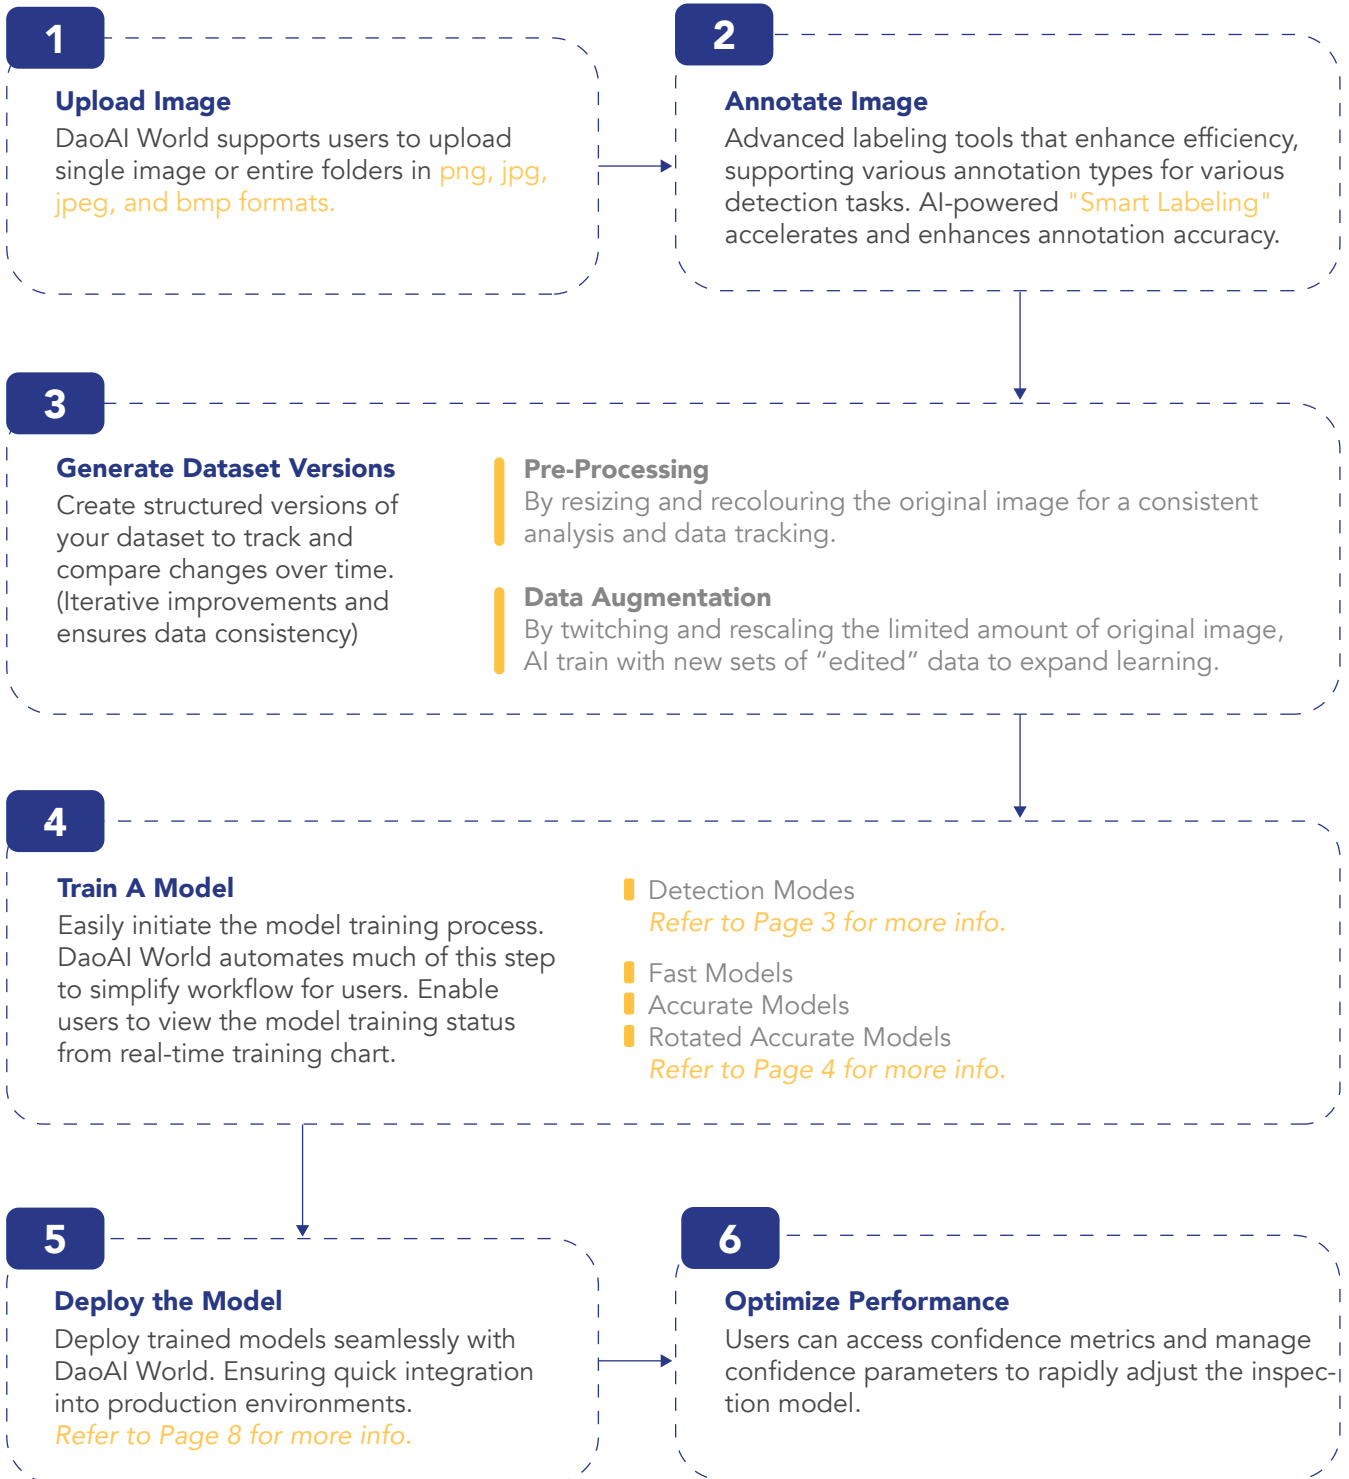 1
Upload Image
DaoAI World supports users to upload
single image or entire folders in png, jpg,
jpeg, and bmp formats.
2
Annotate Image
Advanced labeling tools that enhance efficiency,
supporting various annotation types for various
detection tasks. AI-powered "Smart Labeling"
accelerates and enhances annotation accuracy.
3
Generate Dataset Versions
Create structured versions of
your dataset to track and
compare changes over time.
(Iterative improvements and
ensures data consistency)
Pre-Processing
By resizing and recolouring the original image for a consistent
analysis and data tracking.
Data Augmentation
By twitching and rescaling the limited amount of original image,
AI train with new sets of “edited” data to expand learning.
4
Train A Model
Easily initiate the model training process.
DaoAI World automates much of this step
to simplify workflow for users. Enable
users to view the model training status
from real-time training chart.
Detection Modes
Refer to Page 3 for more info.
Fast Models
Accurate Models
Rotated Accurate Models
Refer to Page 4 for more info.
5
Deploy the Model
Deploy trained models seamlessly with
DaoAI World. Ensuring quick integration
into production environments.
Refer to Page 8 for more info.
6
Optimize Performance
Users can access confidence metrics and manage
confidence parameters to rapidly adjust the inspec-
tion model.